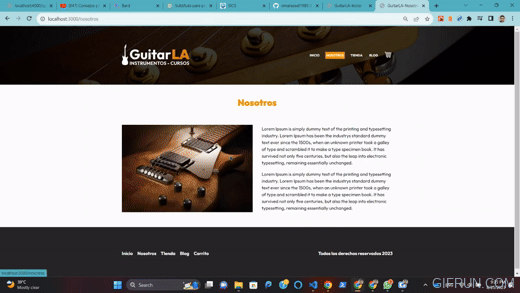 localhost:3000/nosotros
GuitarLA
INSTRUMENTOS - CURSOS
INICIO NOSOTROS TIENDA BLOG
Nosotros
Lorem Ipsum is simply dummy text of the printing and typesetting
industry. Lorem Ipsum has been the industrys standard dummy
text ever since the 1500s, when an unknown printer took a galley
of type and scrambled it to make a type specimen book. It has
survived not only five centuries, but also the leap into electronic
typesetting, remaining essentially unchanged.
Lorem Ipsum is simply dummy text of the printing and typesetting
industry. Lorem Ipsum has been the industrys standard dummy
text ever since the 1500s, when an unknown printer took a galley
of type and scrambled it to make a type specimen book. It has
survived not only five centuries, but also the leap into electronic
typesetting, remaining essentially unchanged.
Inicio Nosotros Tienda Blog Carrito
Todos los derechos reservados 2023
localhost:3000/nosotros
Mostly clear
Search
CIFRUN.COM